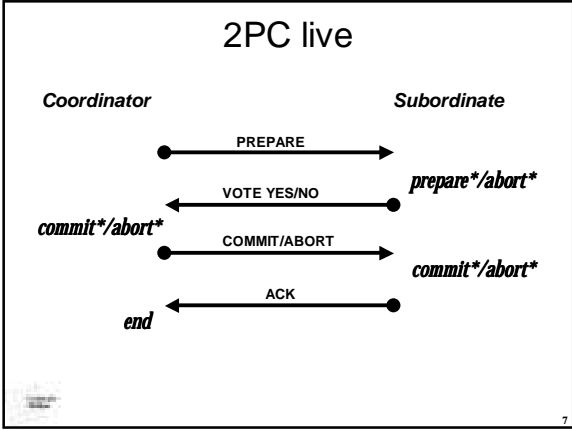 2PC live
Coordinator Subordinate
PREPARE
prepare*/abort*
VOTE YES/NO
commit*/abort*
COMMIT/ABORT
commit*/abort*
ACK
end
7